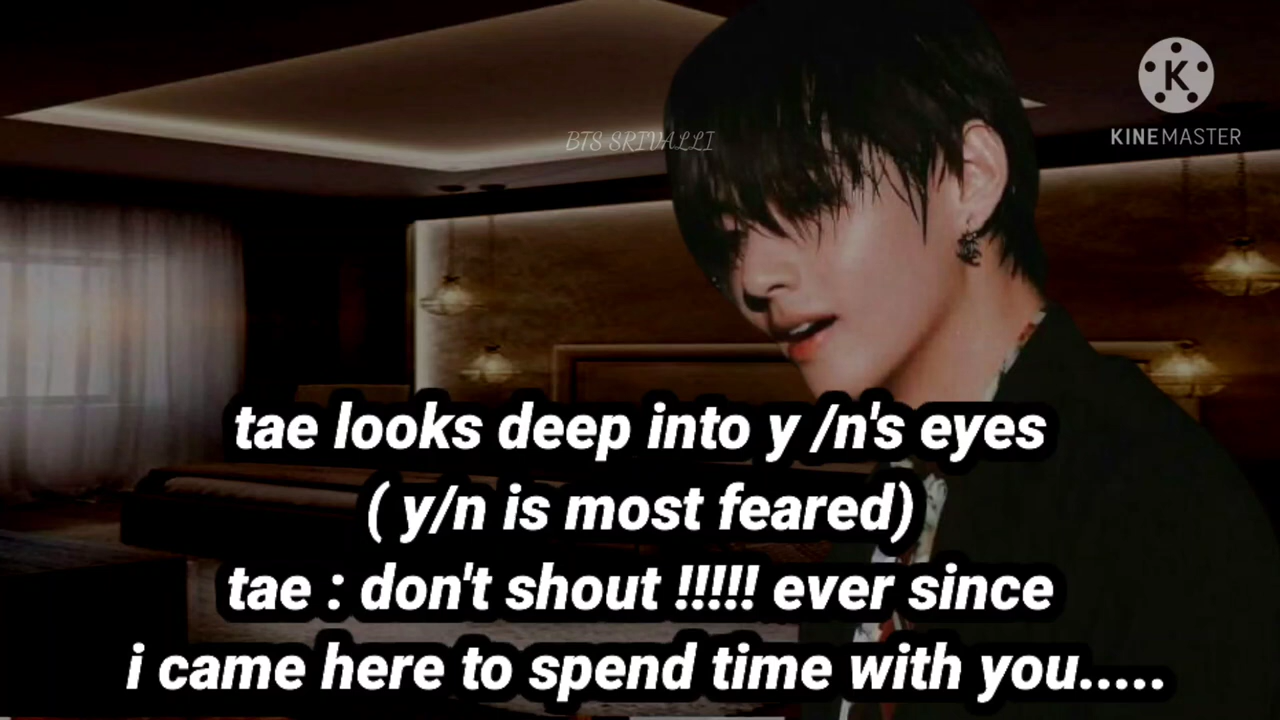 K
KINEMASTER
BTS SRIVALLI
tae looks deep into y /n's eyes
( y/n is most feared)
tae : don't shout !!!!! ever since
i came here to spend time with you.....